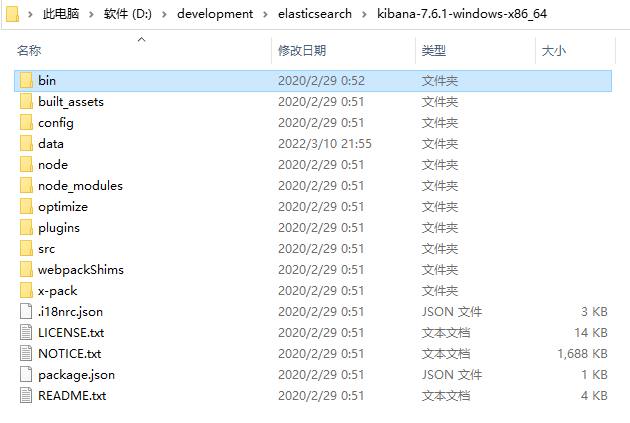 此电脑 › 软件 (D:) › development › elasticsearch › kibana-7.6.1-windows-x86_64
名称 修改日期 类型 大小
bin 2020/2/29 0:52 文件夹
built_assets 2020/2/29 0:51 文件夹
config 2020/2/29 0:51 文件夹
data 2022/3/10 21:55 文件夹
node 2020/2/29 0:51 文件夹
node_modules 2020/2/29 0:51 文件夹
optimize 2020/2/29 0:51 文件夹
plugins 2020/2/29 0:51 文件夹
src 2020/2/29 0:51 文件夹
webpackShims 2020/2/29 0:51 文件夹
x-pack 2020/2/29 0:51 文件夹
.i18nrc.json 2020/2/29 0:51 JSON 文件 3 KB
LICENSE.txt 2020/2/29 0:51 文本文档 14 KB
NOTICE.txt 2020/2/29 0:51 文本文档 1,688 KB
package.json 2020/2/29 0:51 JSON 文件 1 KB
README.txt 2020/2/29 0:51 文本文档 4 KB